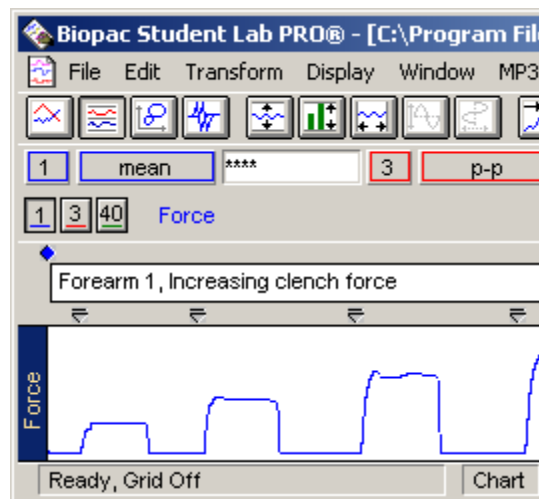 Biopac Student Lab PRO® - [C:\Program File
File Edit Transform Display Window MP3
1 mean **** 3 p-p
1 3 40 Force
Forearm 1, Increasing clench force
Force
Ready, Grid Off Chart